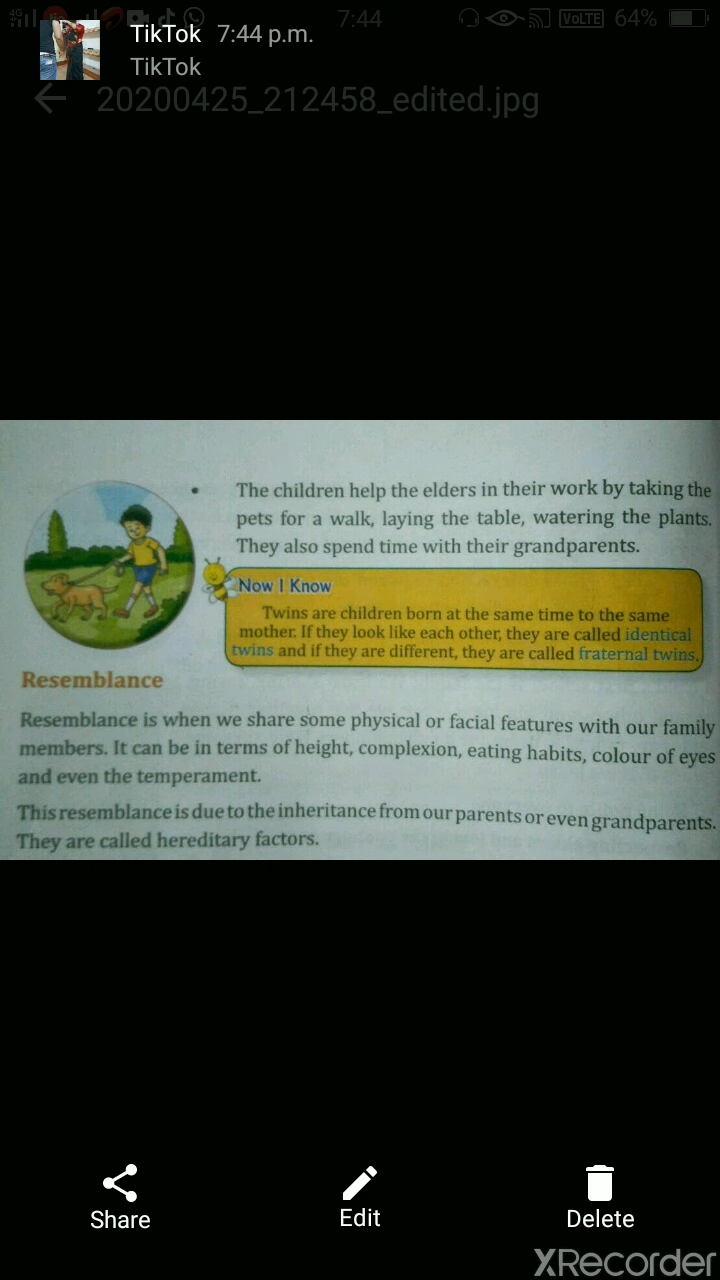 4G 7:44 VoLTE 64%
TikTok 7:44 p.m.
TikTok
20200425_212458_edited.jpg
• The children help the elders in their work by taking the
pets for a walk, laying the table, watering the plants.
They also spend time with their grandparents.
Now I Know
Twins are children born at the same time to the same
mother. If they look like each other, they are called identical
twins and if they are different, they are called fraternal twins.
Resemblance
Resemblance is when we share some physical or facial features with our family
members. It can be in terms of height, complexion, eating habits, colour of eyes
and even the temperament.
This resemblance is due to the inheritance from our parents or even grandparents.
They are called hereditary factors.
Share Edit Delete
XRecorder